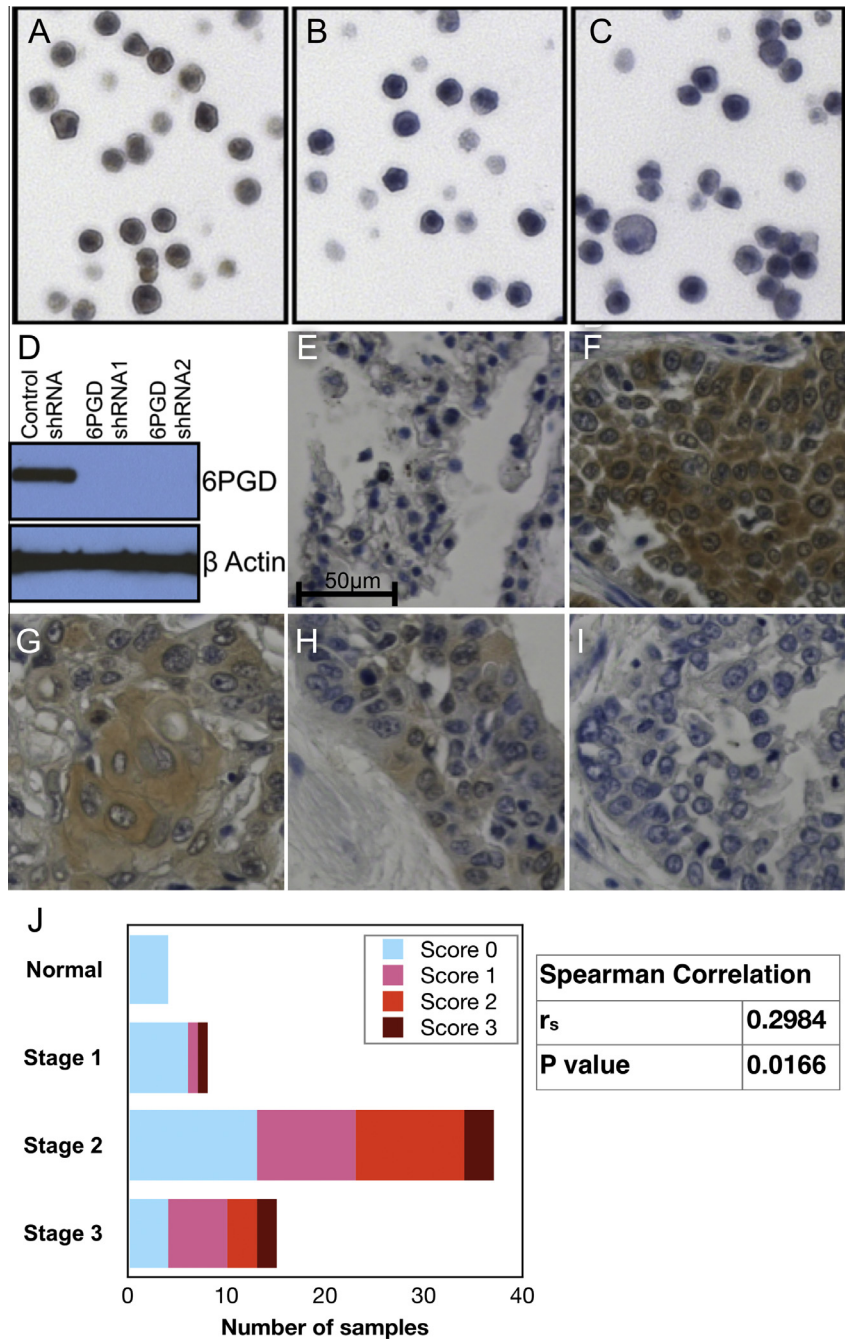 A
B
C
D
Control shRNA
6PGD shRNA1
6PGD shRNA2
6PGD
β Actin
E
50μm
F
G
H
I
J
Normal
Stage 1
Stage 2
Stage 3
Score 0
Score 1
Score 2
Score 3
0
10
20
30
40
Number of samples
Spearman Correlation
rₛ 0.2984
P value 0.0166